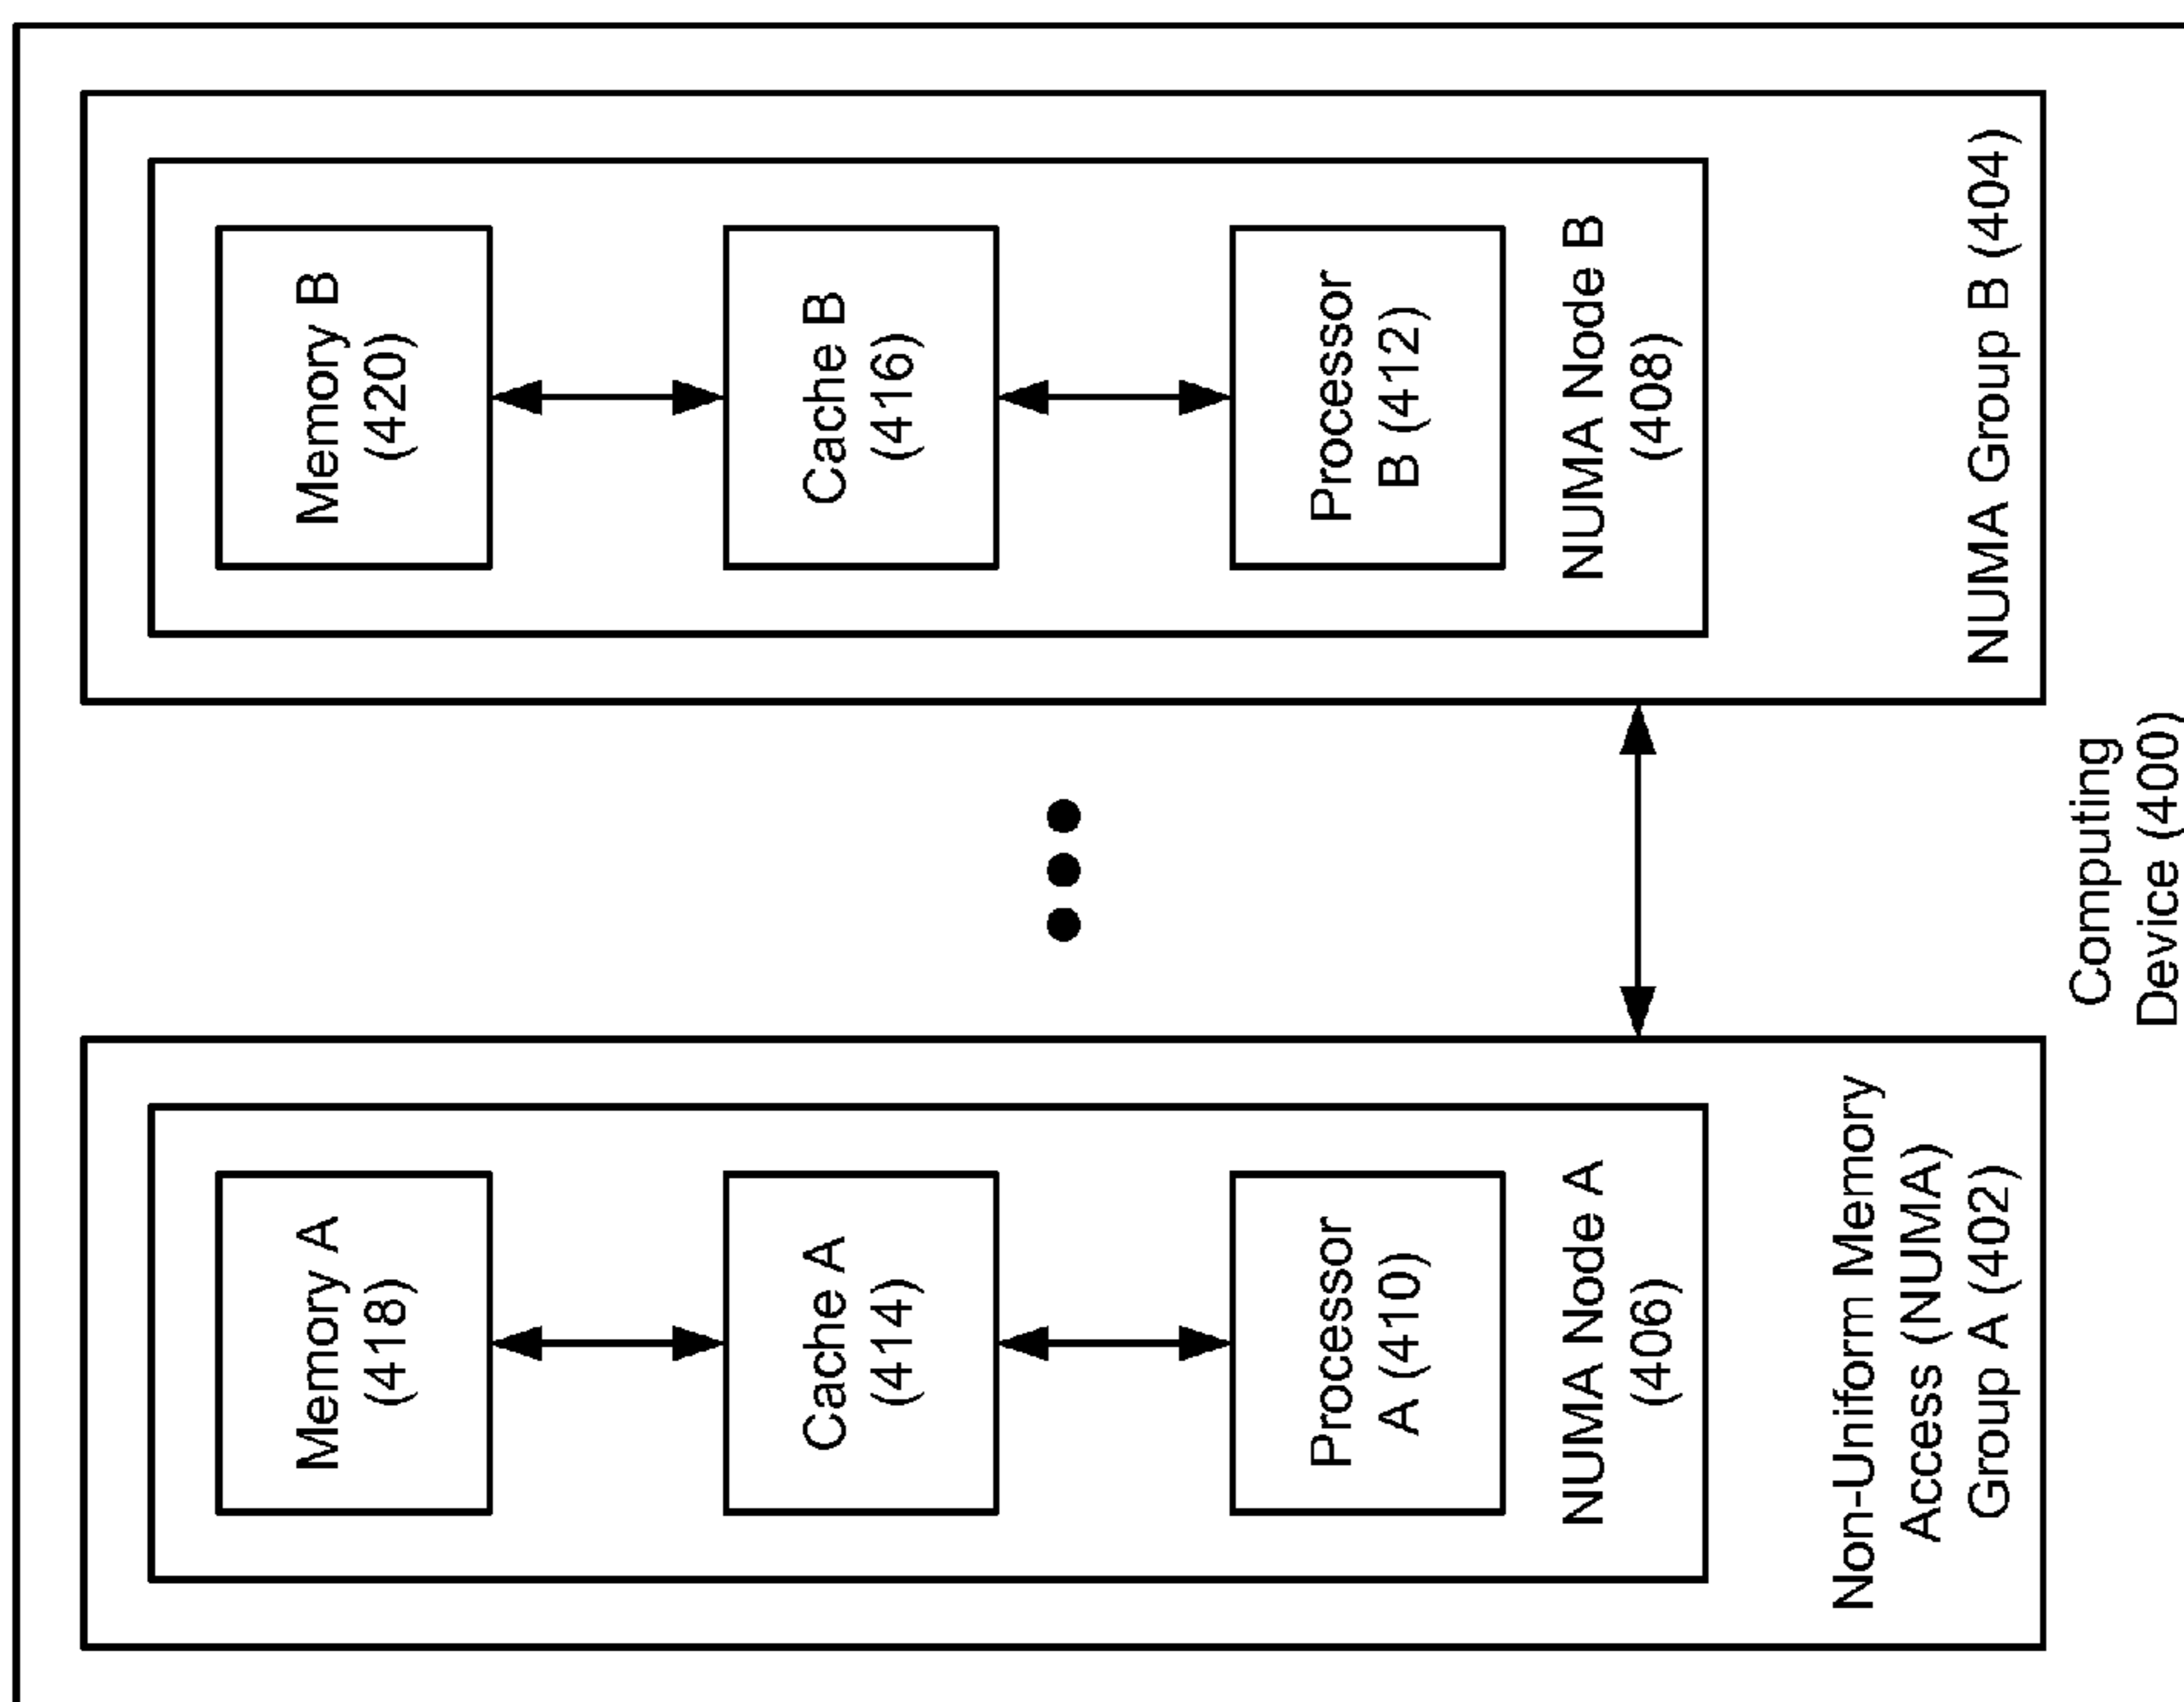 Memory A
(418)
Cache A
(414)
Processor
A (410)
NUMA Node A
(406)
Non-Uniform Memory
Access (NUMA)
Group A (402)
Memory B
(420)
Cache B
(416)
Processor
B (412)
NUMA Node B
(408)
NUMA Group B (404)
Computing
Device (400)